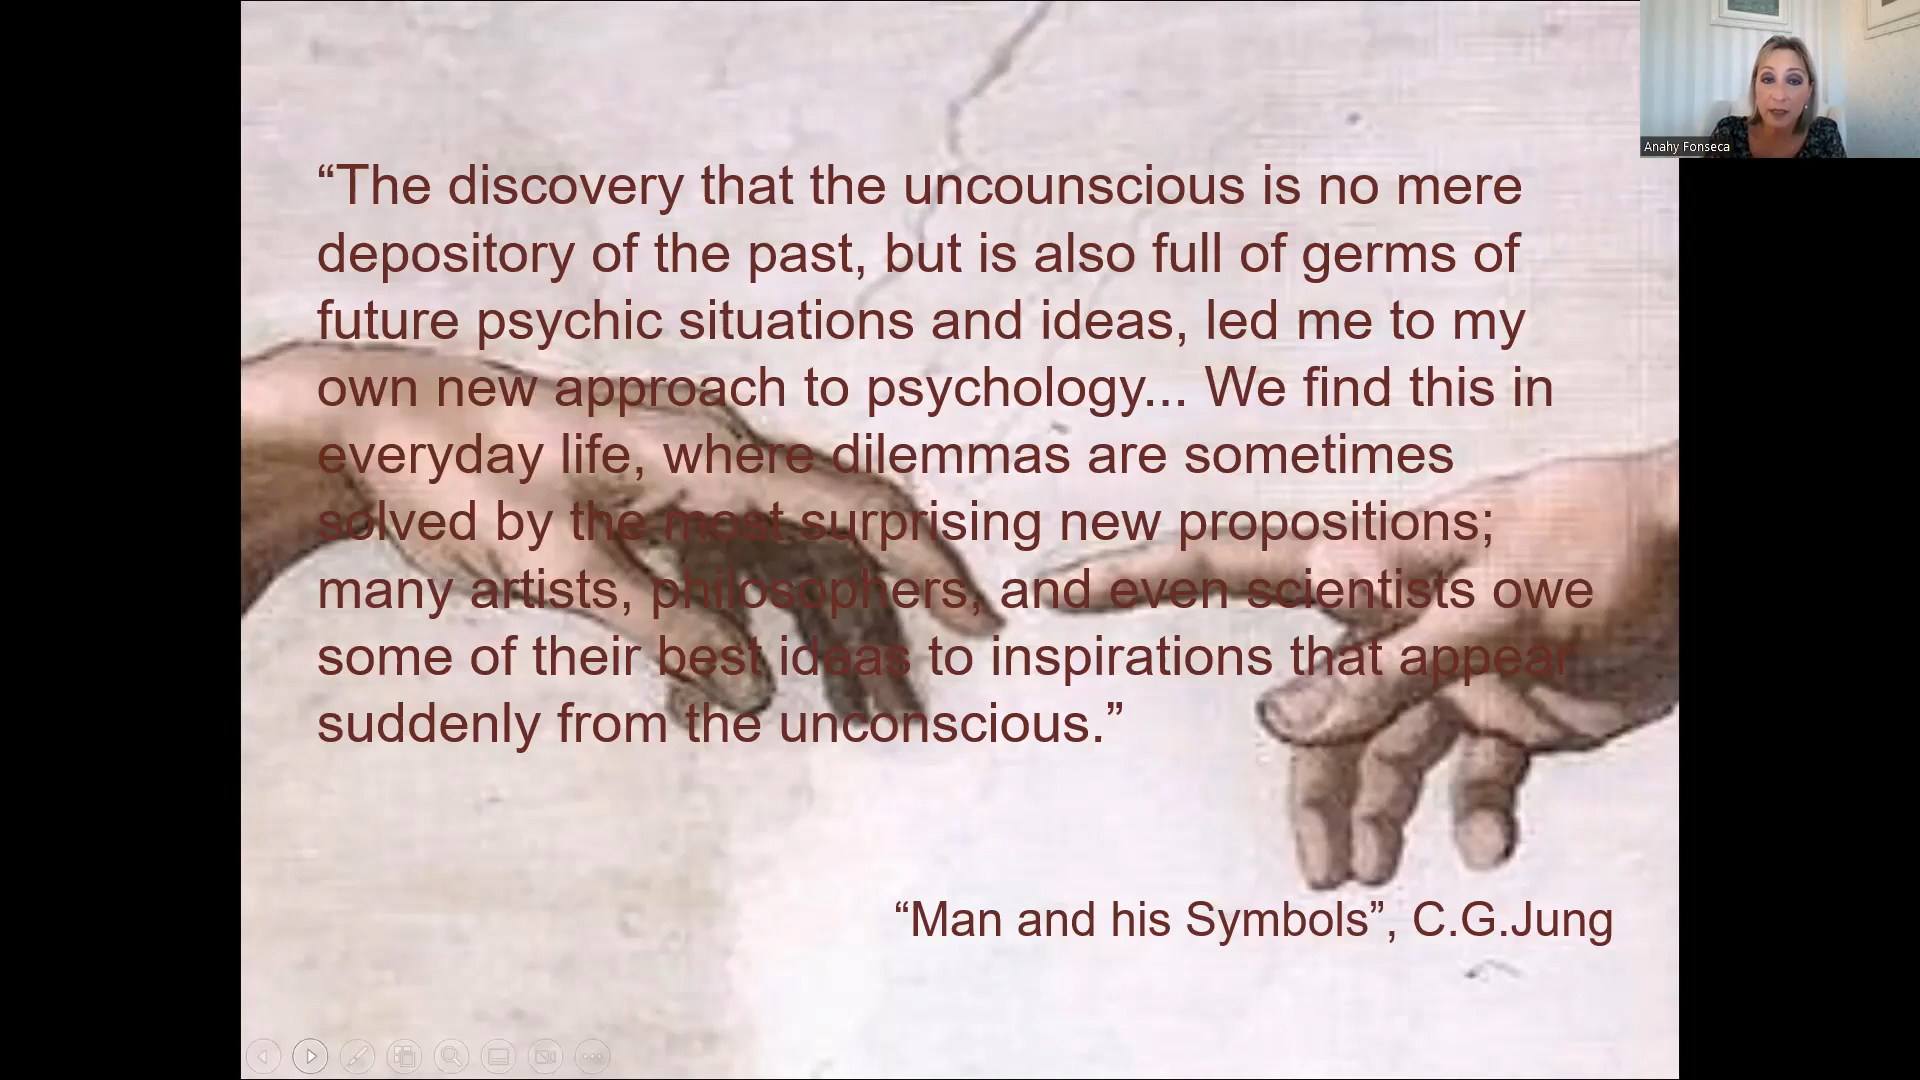 Anahy Fonseca
“The discovery that the uncounscious is no mere
depository of the past, but is also full of germs of
future psychic situations and ideas, led me to my
own new approach to psychology... We find this in
everyday life, where dilemmas are sometimes
solved by the most surprising new propositions;
many artists, philosophers, and even scientists owe
some of their best ideas to inspirations that appear
suddenly from the unconscious.”
“Man and his Symbols”, C.G.Jung